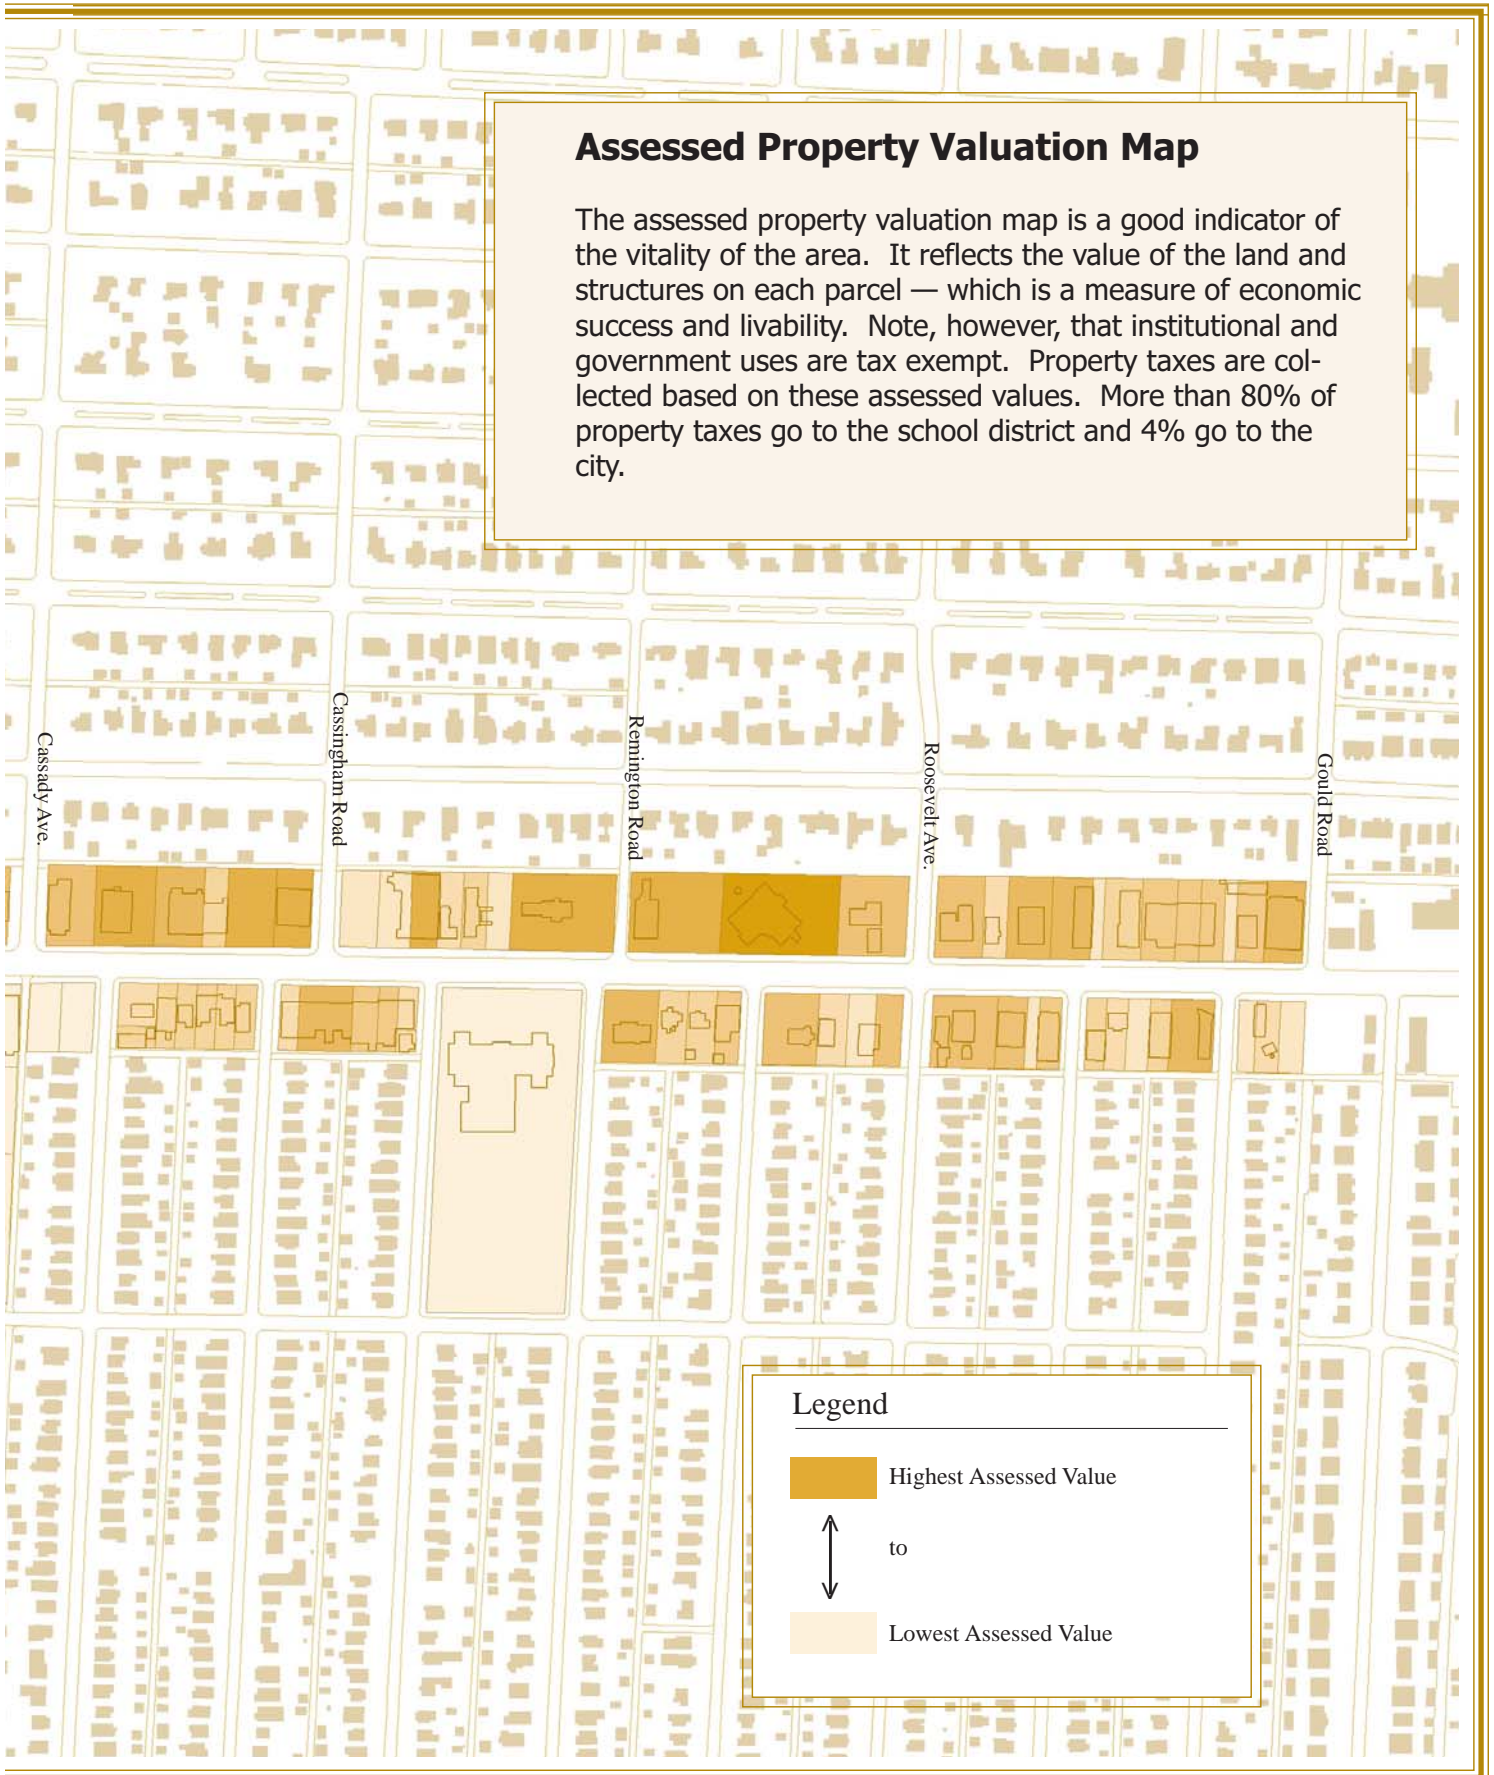 Assessed Property Valuation Map
The assessed property valuation map is a good indicator of
the vitality of the area.  It reflects the value of the land and
structures on each parcel — which is a measure of economic
success and livability.  Note, however, that institutional and
government uses are tax exempt.  Property taxes are col-
lected based on these assessed values.  More than 80% of
property taxes go to the school district and 4% go to the
city.
Cassady Ave.
Cassingham Road
Remington Road
Roosevelt Ave.
Gould Road
Legend
Highest Assessed Value
to
Lowest Assessed Value